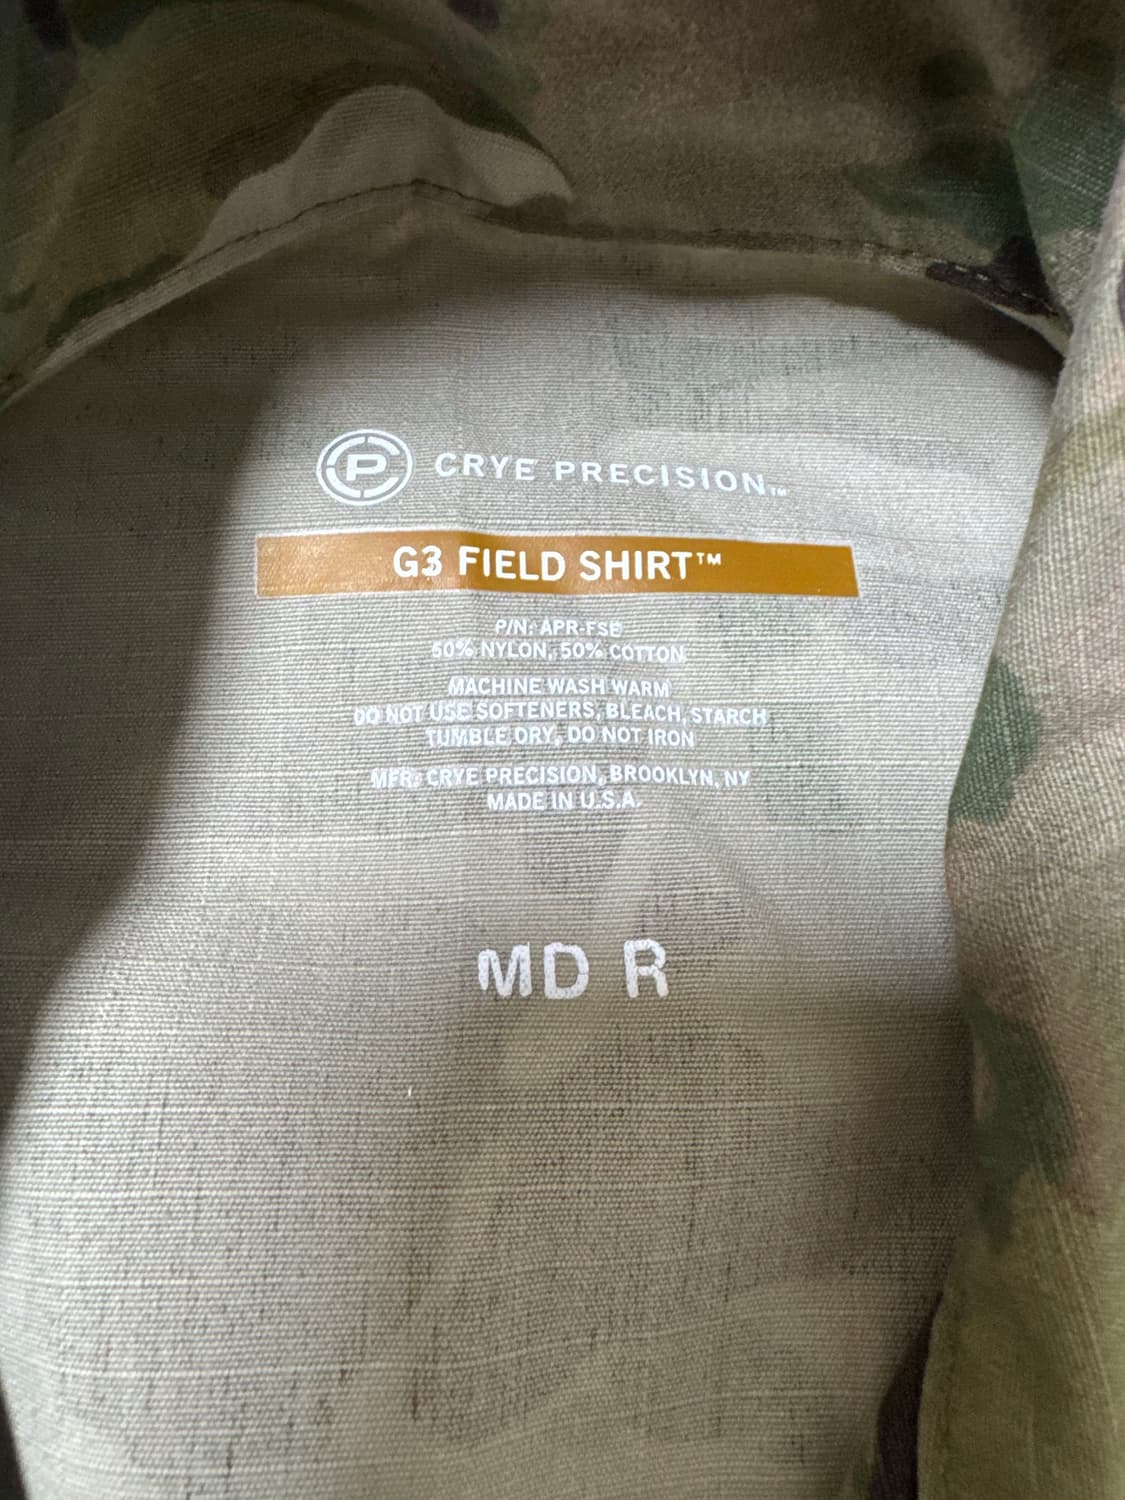 CP CRYE PRECISION™
G3 FIELD SHIRT™
P/N: APR-FSE
50% NYLON, 50% COTTON
MACHINE WASH WARM
DO NOT USE SOFTENERS, BLEACH, STARCH
TUMBLE DRY, DO NOT IRON
MFR: CRYE PRECISION, BROOKLYN, NY
MADE IN U.S.A.
MD R